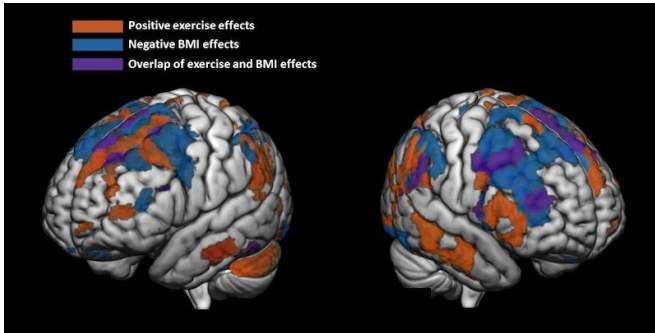 Positive exercise effects
Negative BMI effects
Overlap of exercise and BMI effects